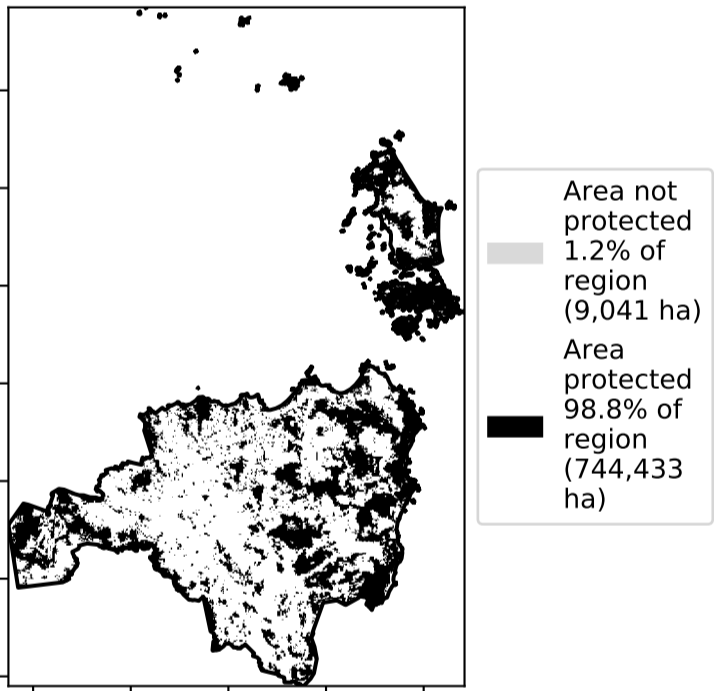 Area not
protected
1.2% of
region
(9,041 ha)
Area
protected
98.8% of
region
(744,433
ha)